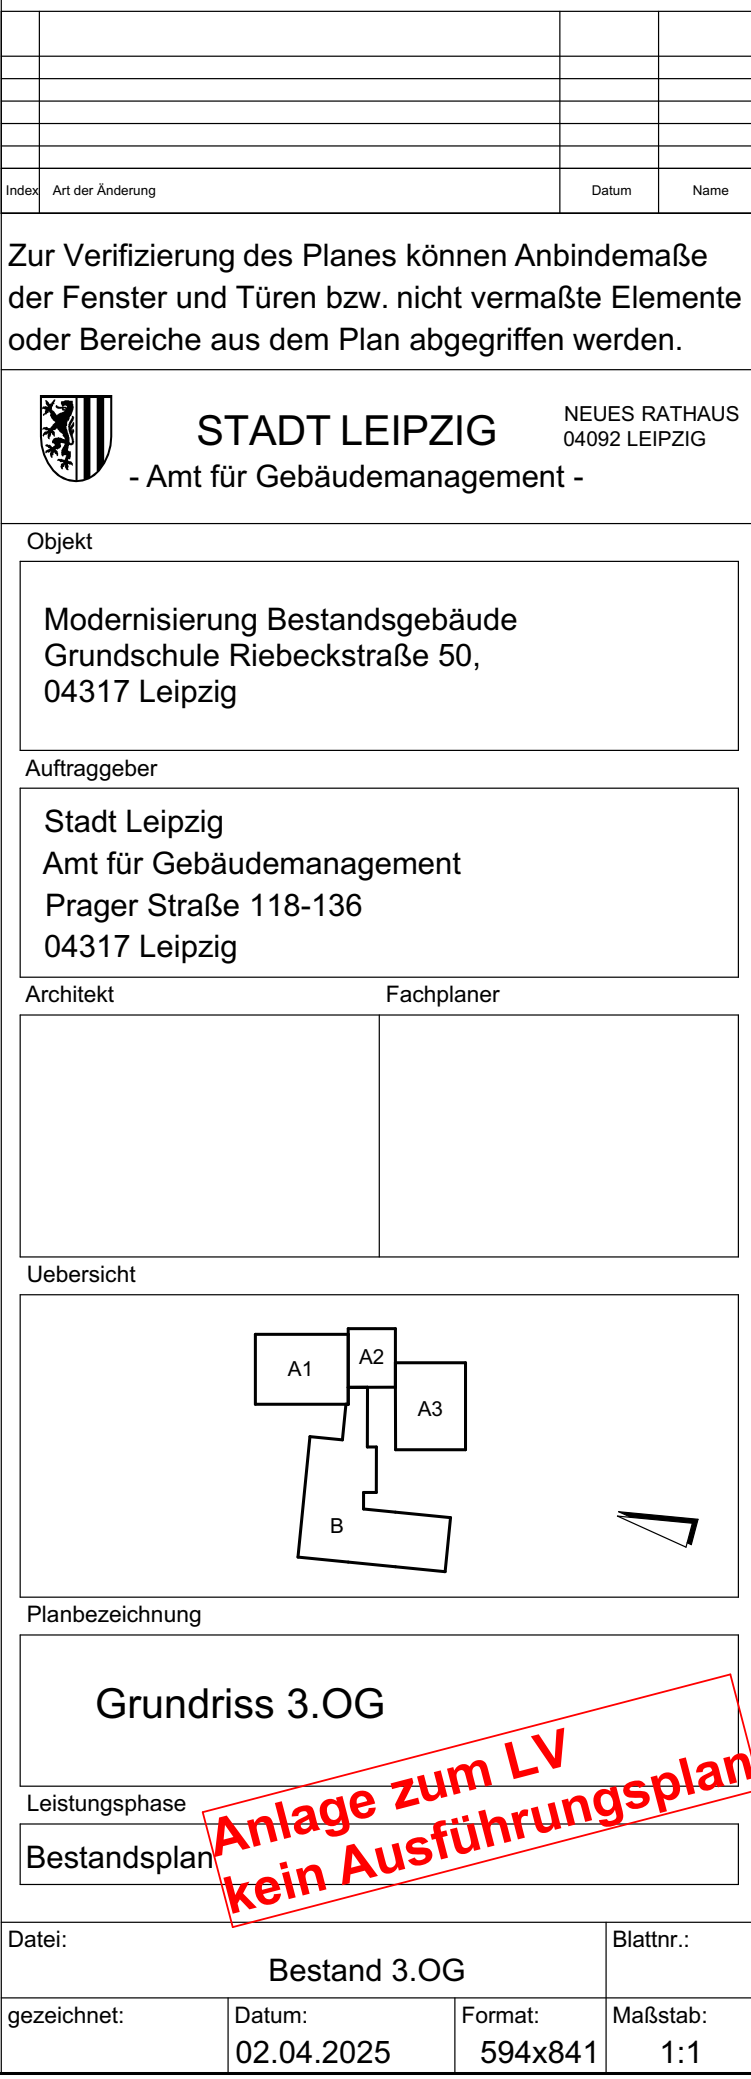 Index Art der Änderung Datum Name
Zur Verifizierung des Planes können Anbindemaße
der Fenster und Türen bzw. nicht vermaßte Elemente
oder Bereiche aus dem Plan abgegriffen werden.
STADT LEIPZIG
- Amt für Gebäudemanagement -
NEUES RATHAUS
04092 LEIPZIG
Objekt
Modernisierung Bestandsgebäude
Grundschule Riebeckstraße 50,
04317 Leipzig
Auftraggeber
Stadt Leipzig
Amt für Gebäudemanagement
Prager Straße 118-136
04317 Leipzig
Architekt Fachplaner
Uebersicht
A1 A2
A3
B
Planbezeichnung
Grundriss 3.OG
Leistungsphase
Bestandsplan
Anlage zum LV
kein Ausführungsplan
Datei: Blattnr.:
Bestand 3.OG
gezeichnet: Datum: Format: Maßstab:
02.04.2025 594x841 1:1